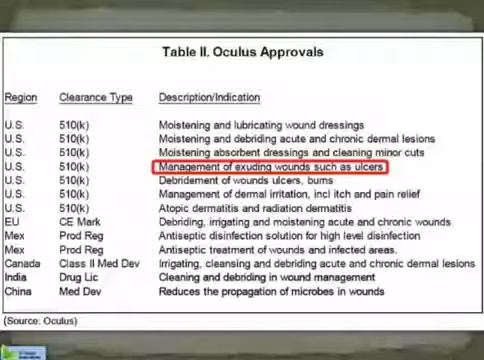 Table II. Oculus Approvals
Region Clearance Type Description/Indication
U.S. 510(k) Moistening and lubricating wound dressings
U.S. 510(k) Moistening and debriding acute and chronic dermal lesions
U.S. 510(k) Moistening absorbent dressings and cleaning minor cuts
U.S. 510(k) Management of exuding wounds such as ulcers
U.S. 510(k) Debridement of wounds ulcers, burns
U.S. 510(k) Management of dermal irritation, incl itch and pain relief
U.S. 510(k) Atopic dermatitis and radiation dermatitis
EU CE Mark Debriding, irrigating and moistening acute and chronic wounds
Mex Prod Reg Antiseptic disinfection solution for high level disinfection
Mex Prod Reg Antiseptic treatment of wounds and infected areas.
Canada Class II Med Dev Irrigating, cleansing and debriding acute and chronic dermal lesions
India Drug Lic Cleaning and debriding in wound management
China Med Dev Reduces the propagation of microbes in wounds
(Source: Oculus)